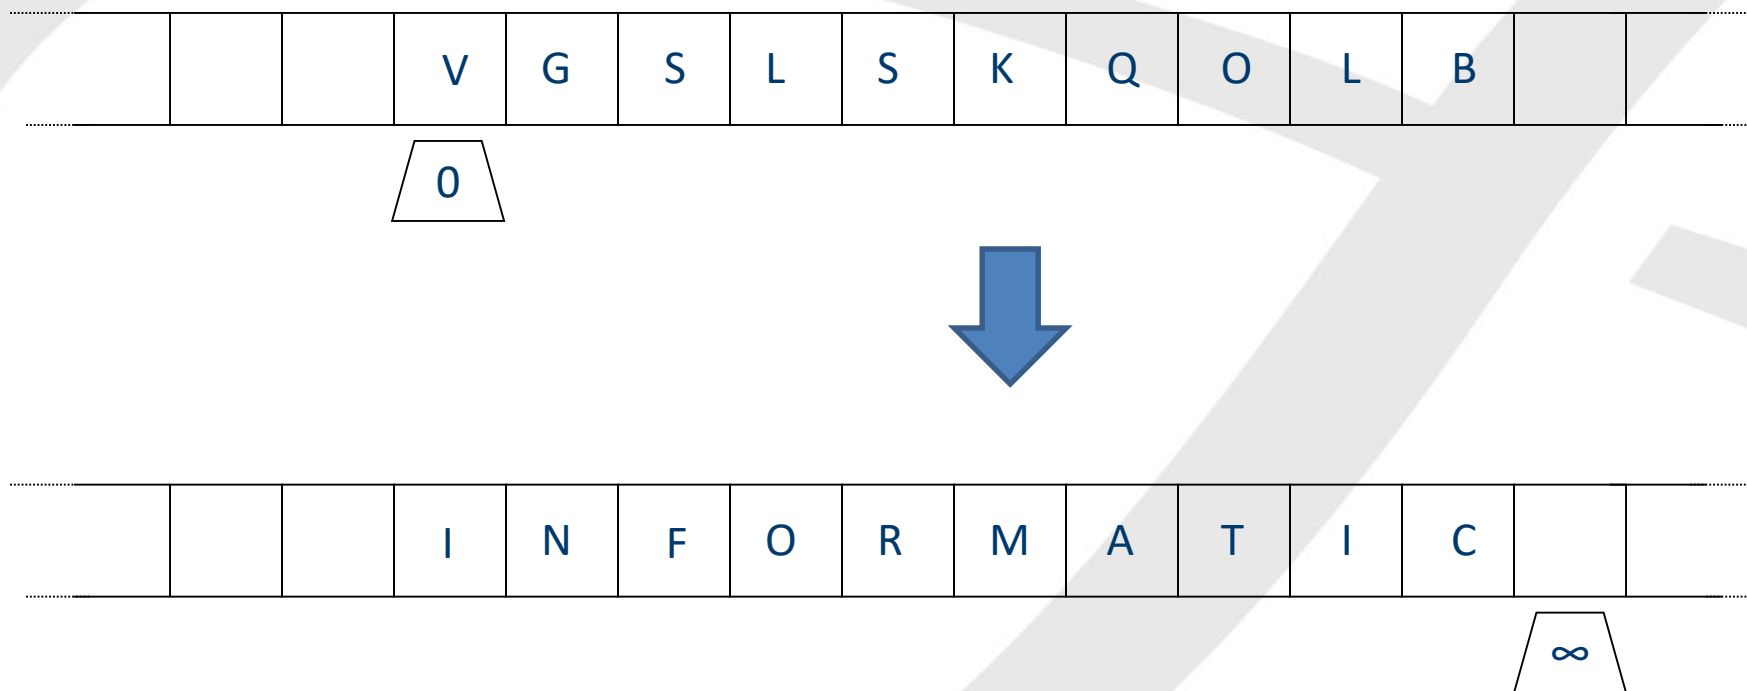 V G S L S K Q O L B
0
I N F O R M A T I C
∞